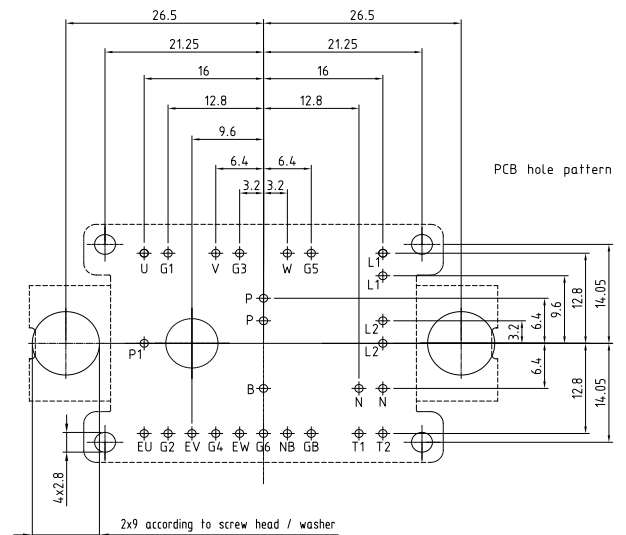 26.5 26.5
21.25 21.25
16 16
12.8 12.8
9.6
6.4 6.4
3.2 3.2
PCB hole pattern
U G1 V G3 W G5 L1
L1
P
P
L2
L2
P1
B
N N
EU G2 EV G4 EW G6 NB GB T1 T2
3.2
6.4
9.6
12.8
14.05
6.4
12.8
14.05
4x2.8
2x9 according to screw head / washer